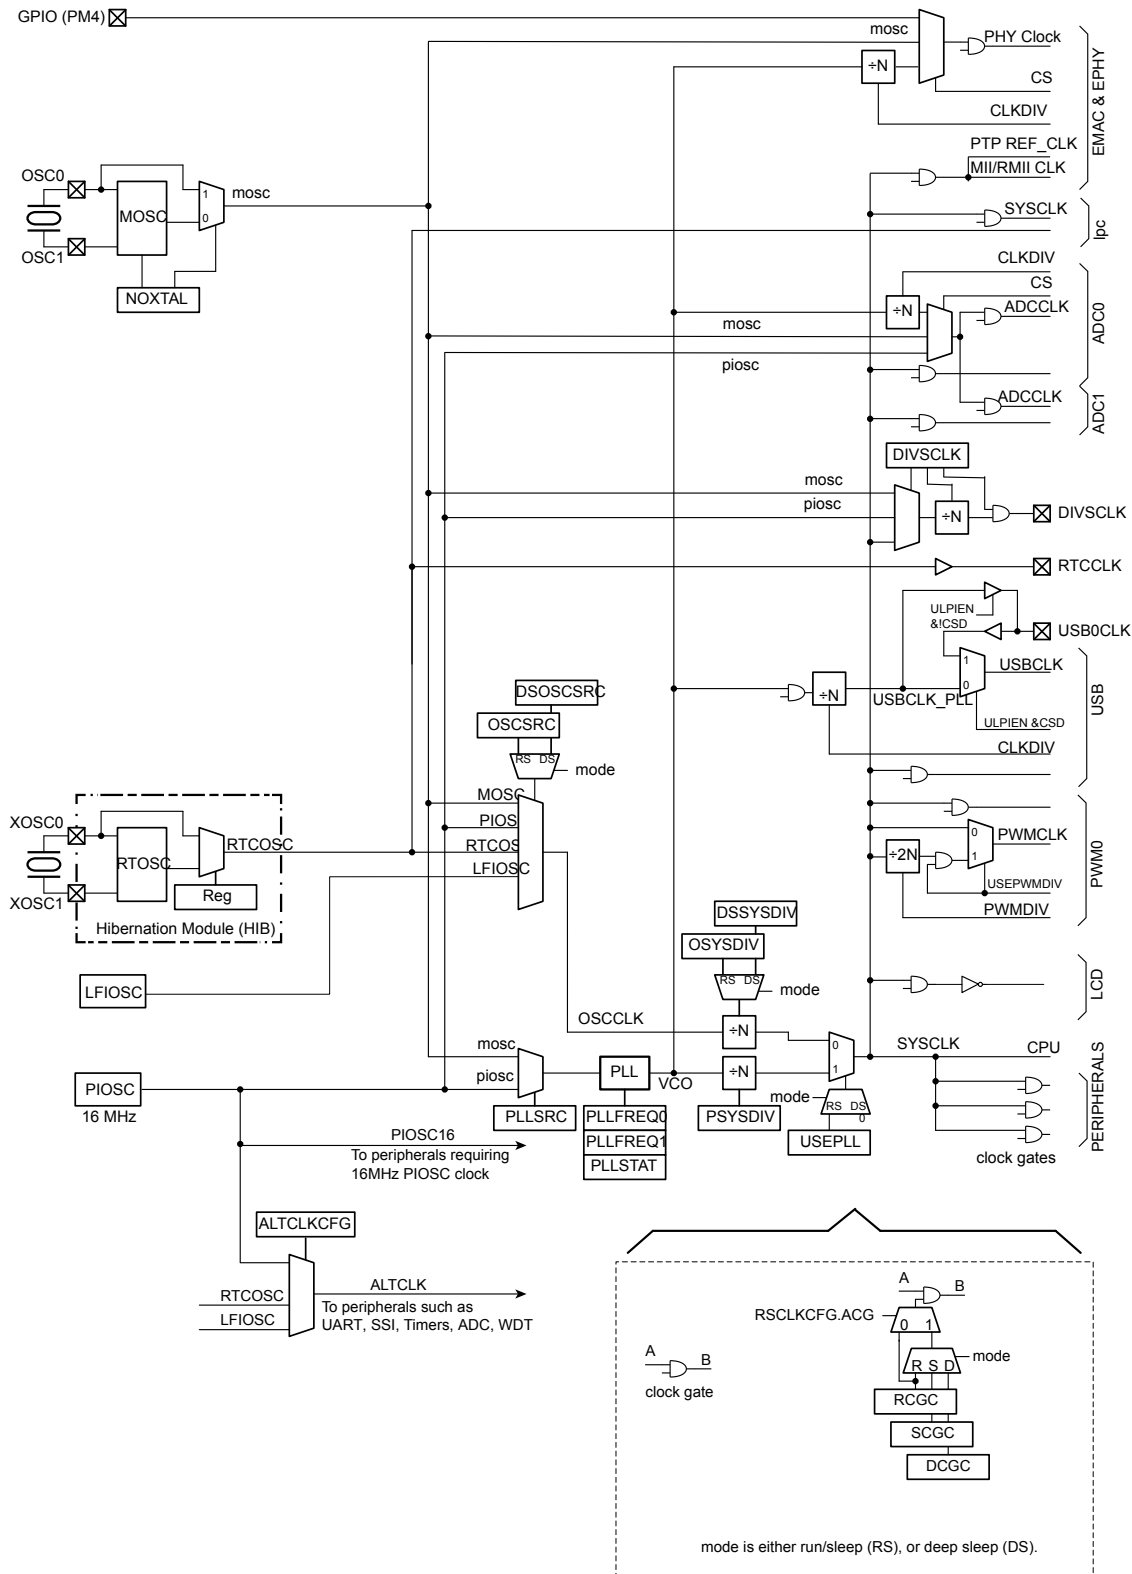 GPIO (PM4)
mosc
PHY Clock
÷N
CS
CLKDIV
EMAC & EPHY
PTP REF_CLK
MII/RMII CLK
OSC0
MOSC
1
0
mosc
OSC1
NOXTAL
SYSCLK
lpc
CLKDIV
CS
÷N
ADCCLK
mosc
piosc
ADC0
ADCCLK
ADC1
DIVSCLK
mosc
piosc
÷N
DIVSCLK
RTCCLK
ULPIEN
&!CSD
USB0CLK
1
0
USBCLK
÷N
USBCLK_PLL
ULPIEN &CSD
CLKDIV
USB
DSOSCSRC
OSCSRC
RS DS
mode
MOSC
PIOS
RTCOS
LFIOSC
XOSC0
RTOSC
RTCOSC
XOSC1
Reg
Hibernation Module (HIB)
0
1
PWMCLK
÷2N
USEPWMDIV
PWMDIV
PWM0
DSSYSDIV
OSYSDIV
RS DS
mode
LFIOSC
OSCCLK
÷N
LCD
mosc
piosc
PLL
VCO
÷N
0
1
SYSCLK
CPU
PIOSC
16 MHz
PLLSRC
PLLFREQ0
PLLFREQ1
PLLSTAT
PSYSDIV
mode
RS DS
0
USEPLL
PERIPHERALS
clock gates
PIOSC16
To peripherals requiring
16MHz PIOSC clock
ALTCLKCFG
RTCOSC
LFIOSC
ALTCLK
To peripherals such as
UART, SSI, Timers, ADC, WDT
A
B
RSCLKCFG.ACG
0 1
mode
R S D
A
B
clock gate
RCGC
SCGC
DCGC
mode is either run/sleep (RS), or deep sleep (DS).